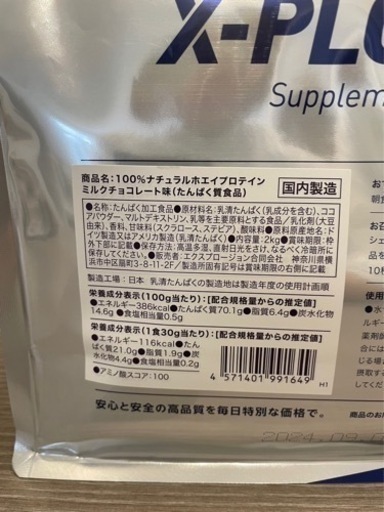 X-PLO
Supplem
商品名:100%ナチュラルホエイプロテイン
ミルクチョコレート味(たんぱく質食品)
国内製造
●名称:たんぱく加工食品●原材料名:乳清たんぱく(乳成分を含む)、ココ
アパウダー、マルトデキストリン、乳等を主要原料とする食品/乳化剤(大豆
由来)、香料、甘味料(スクラロース、ステビア)、酸味料●原料原産国名:ド
イツ製造又はアメリカ製造(乳清たんぱく)●内容量:2kg●賞味期限:枠
外下部に記載●保存方法:高温多湿、直射日光をさけ、なるべく冷暗所に
保存してください。●販売者:エクスプロージョン合同会社 神奈川県横
浜市中区扇町3-8-11-2F/製造所固有記号は賞味期限の右側に記載
製造工場:日本 乳清たんぱくの製造地は製造年度の使用計画順
栄養成分表示(100g当たり):[配合規格量からの推定値]
●エネルギー386kcal●たんぱく質70.1g●脂質6.4g●炭水化物
14.6g●食塩相当量0.5g
栄養成分表示(1食30g当たり):[配合規格量からの推定値]
●エネルギー116kcal●たん
ぱく質21.0g●脂質1.9g●炭
水化物4.4g●食塩相当量0.2g
●アミノ酸スコア:100
4 571401 991649
H1
安心と安全の高品質を毎日特別な価格で。